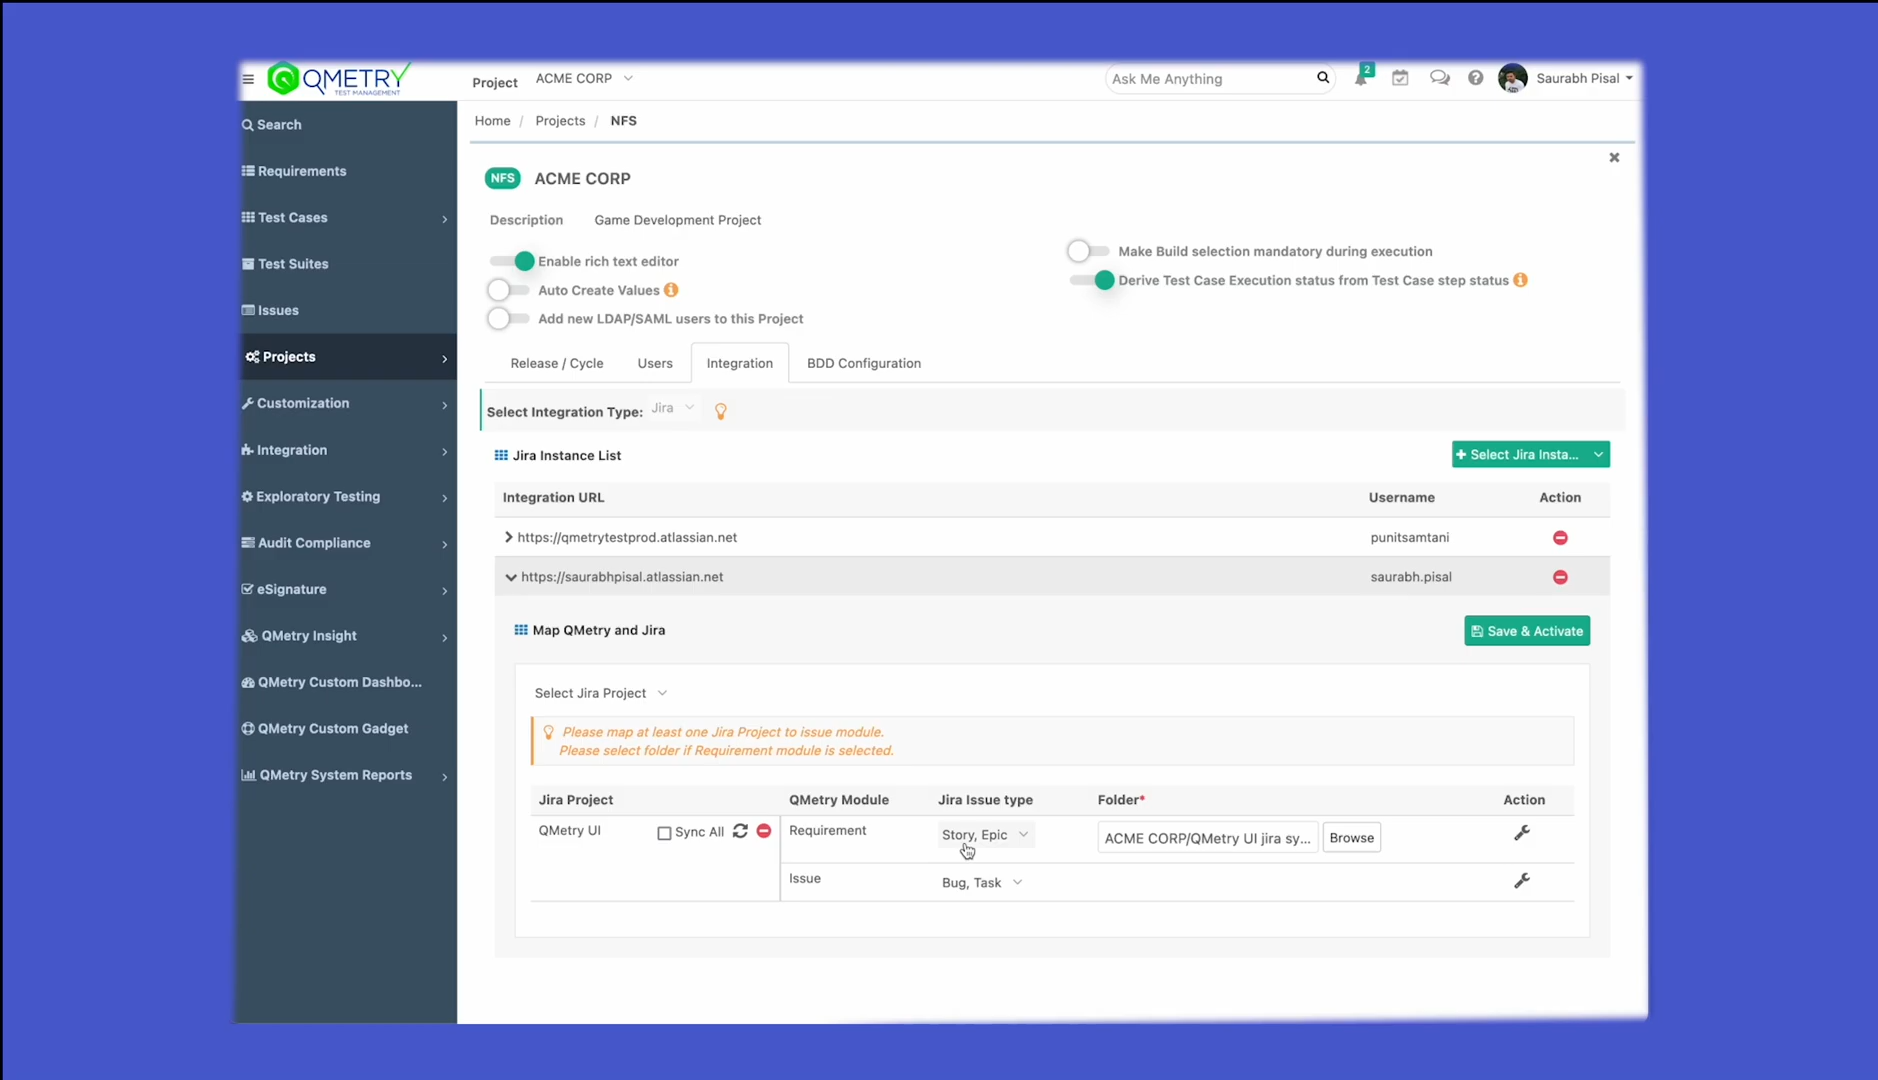 QMETRY
TEST MANAGEMENT
Project
ACME CORP
Ask Me Anything
2
Saurabh Pisal
Search
Requirements
Test Cases
Test Suites
Issues
Projects
Customization
Integration
Exploratory Testing
Audit Compliance
eSignature
QMetry Insight
QMetry Custom Dashbo...
QMetry Custom Gadget
QMetry System Reports
Home / Projects / NFS
NFS ACME CORP
Description Game Development Project
Enable rich text editor
Auto Create Values
Add new LDAP/SAML users to this Project
Make Build selection mandatory during execution
Derive Test Case Execution status from Test Case step status
Release / Cycle Users Integration BDD Configuration
Select Integration Type: Jira
Jira Instance List
Select Jira Insta...
Integration URL Username Action
https://qmetrytestprod.atlassian.net punitsamtani
https://saurabhpisal.atlassian.net saurabh.pisal
Map QMetry and Jira
Save & Activate
Select Jira Project
Please map at least one Jira Project to issue module.
Please select folder if Requirement module is selected.
Jira Project QMetry Module Jira Issue type Folder* Action
QMetry UI Sync All Requirement Story, Epic ACME CORP/QMetry UI jira sy... Browse
Issue Bug, Task